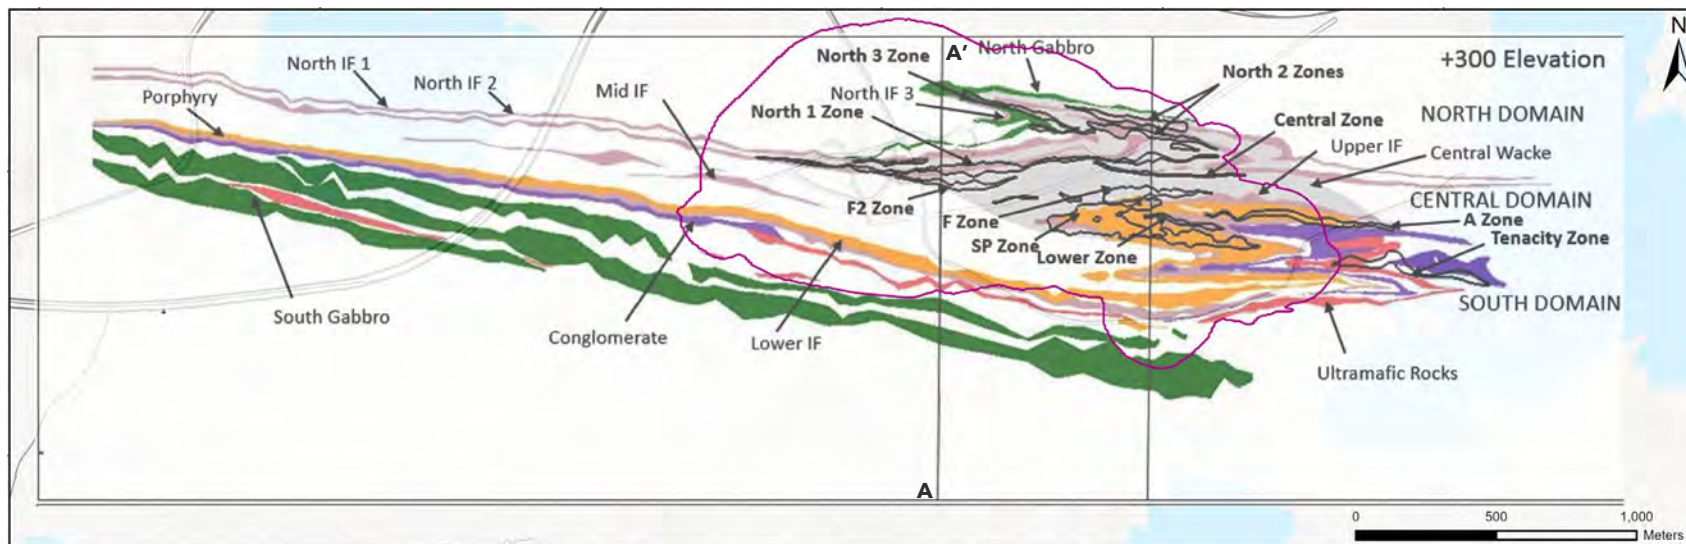 N
A'
North Gabbro
North 3 Zone
+300 Elevation
North IF 1
North 2 Zones
North IF 2
Mid IF
North IF 3
Porphyry
North 1 Zone
NORTH DOMAIN
Central Zone
Upper IF
Central Wacke
CENTRAL DOMAIN
F2 Zone
F Zone
A Zone
SP Zone
Tenacity Zone
Lower Zone
SOUTH DOMAIN
South Gabbro
Conglomerate
Lower IF
Ultramafic Rocks
A
0 500 1,000
Meters